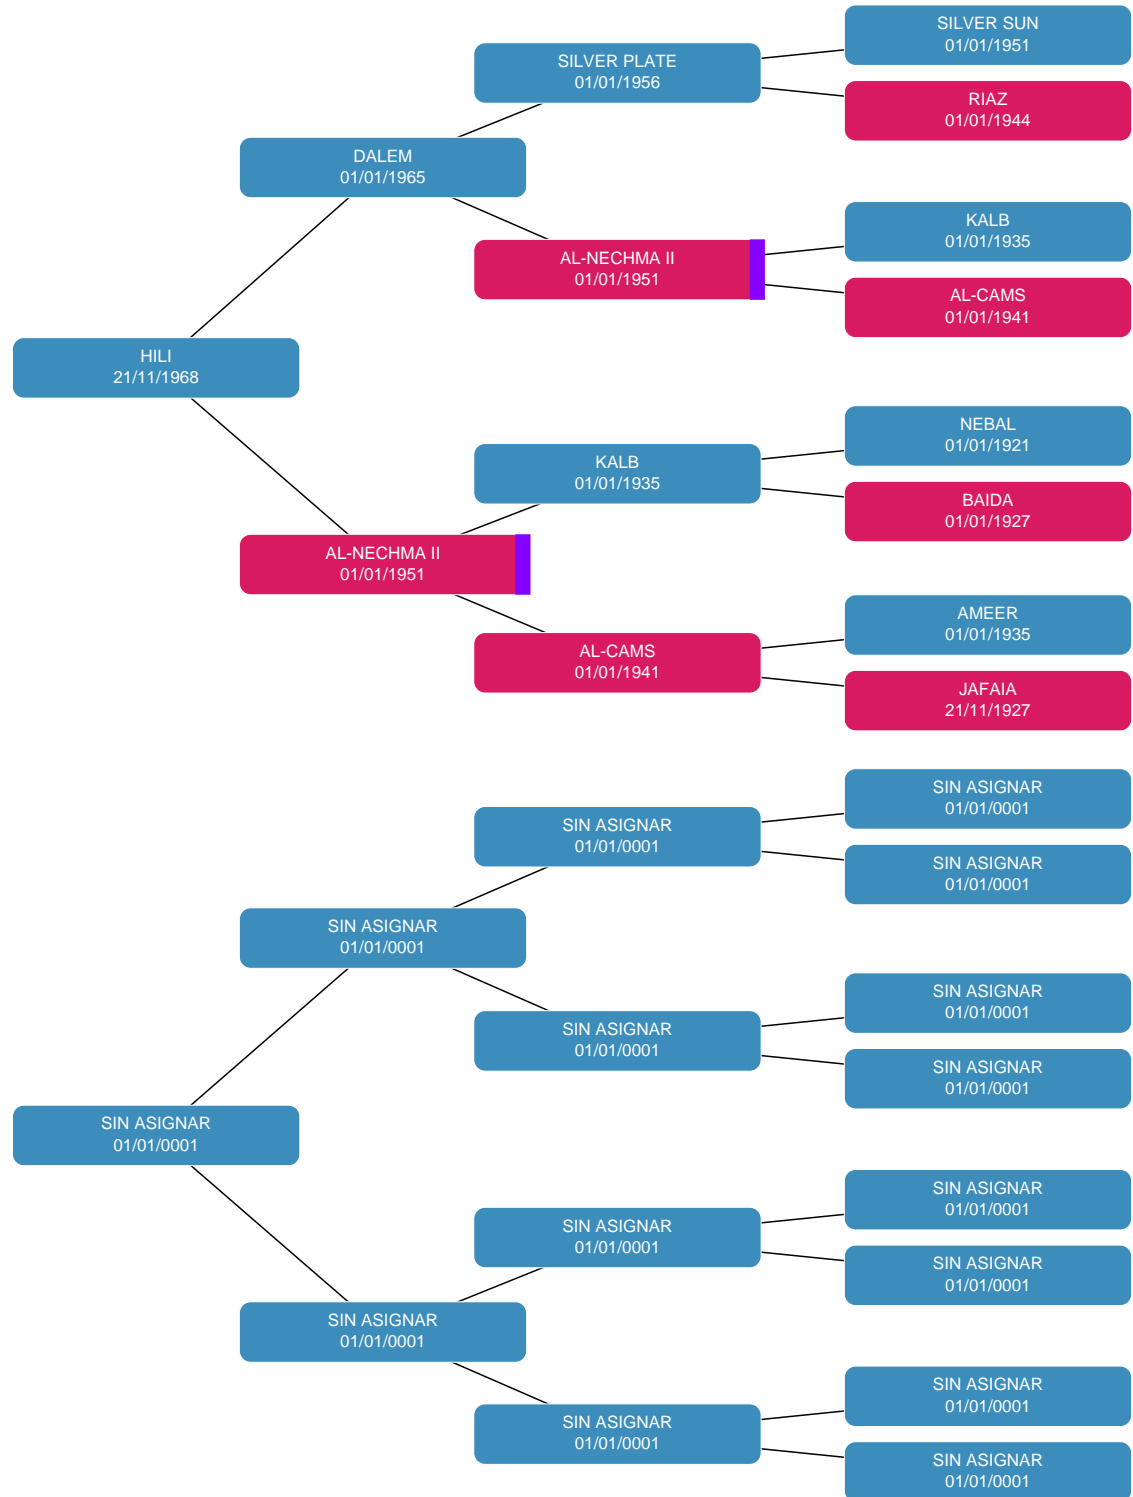 SILVER SUN
01/01/1951
SILVER PLATE
01/01/1956
RIAZ
01/01/1944
DALEM
01/01/1965
KALB
01/01/1935
AL-NECHMA II
01/01/1951
AL-CAMS
01/01/1941
HILI
21/11/1968
NEBAL
01/01/1921
KALB
01/01/1935
BAIDA
01/01/1927
AL-NECHMA II
01/01/1951
AMEER
01/01/1935
AL-CAMS
01/01/1941
JAFAIA
21/11/1927
SIN ASIGNAR
01/01/0001
SIN ASIGNAR
01/01/0001
SIN ASIGNAR
01/01/0001
SIN ASIGNAR
01/01/0001
SIN ASIGNAR
01/01/0001
SIN ASIGNAR
01/01/0001
SIN ASIGNAR
01/01/0001
SIN ASIGNAR
01/01/0001
SIN ASIGNAR
01/01/0001
SIN ASIGNAR
01/01/0001
SIN ASIGNAR
01/01/0001
SIN ASIGNAR
01/01/0001
SIN ASIGNAR
01/01/0001
SIN ASIGNAR
01/01/0001
SIN ASIGNAR
01/01/0001